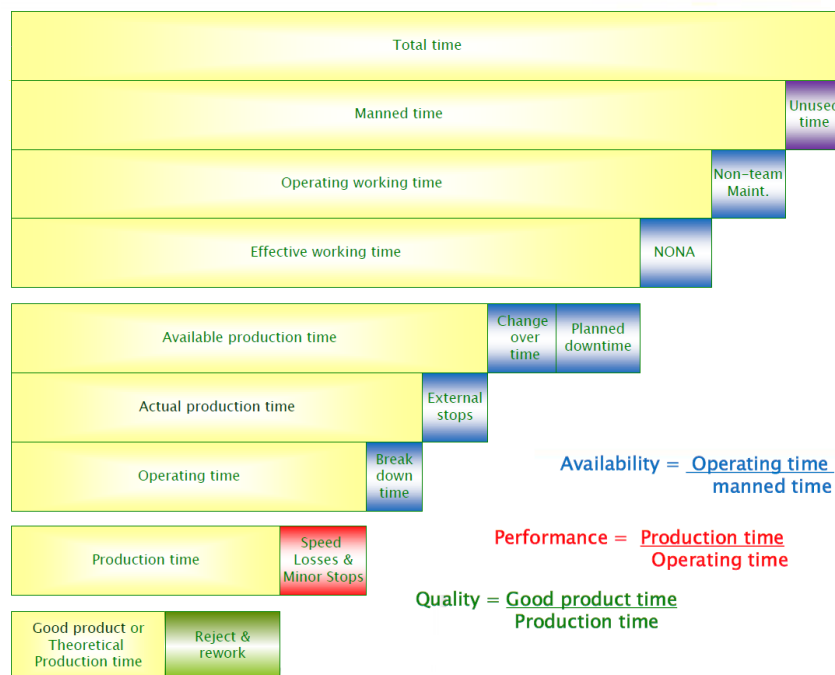 Total time
Manned time
Unused
time
Operating working time
Non-team
Maint.
Effective working time
NONA
Available production time
Change
over
time
Planned
downtime
Actual production time
External
stops
Operating time
Break
down
time
Availability = Operating time
manned time
Production time
Speed
Losses &
Minor Stops
Performance = Production time
Operating time
Quality = Good product time
Production time
Good product or
Theoretical
Production time
Reject &
rework